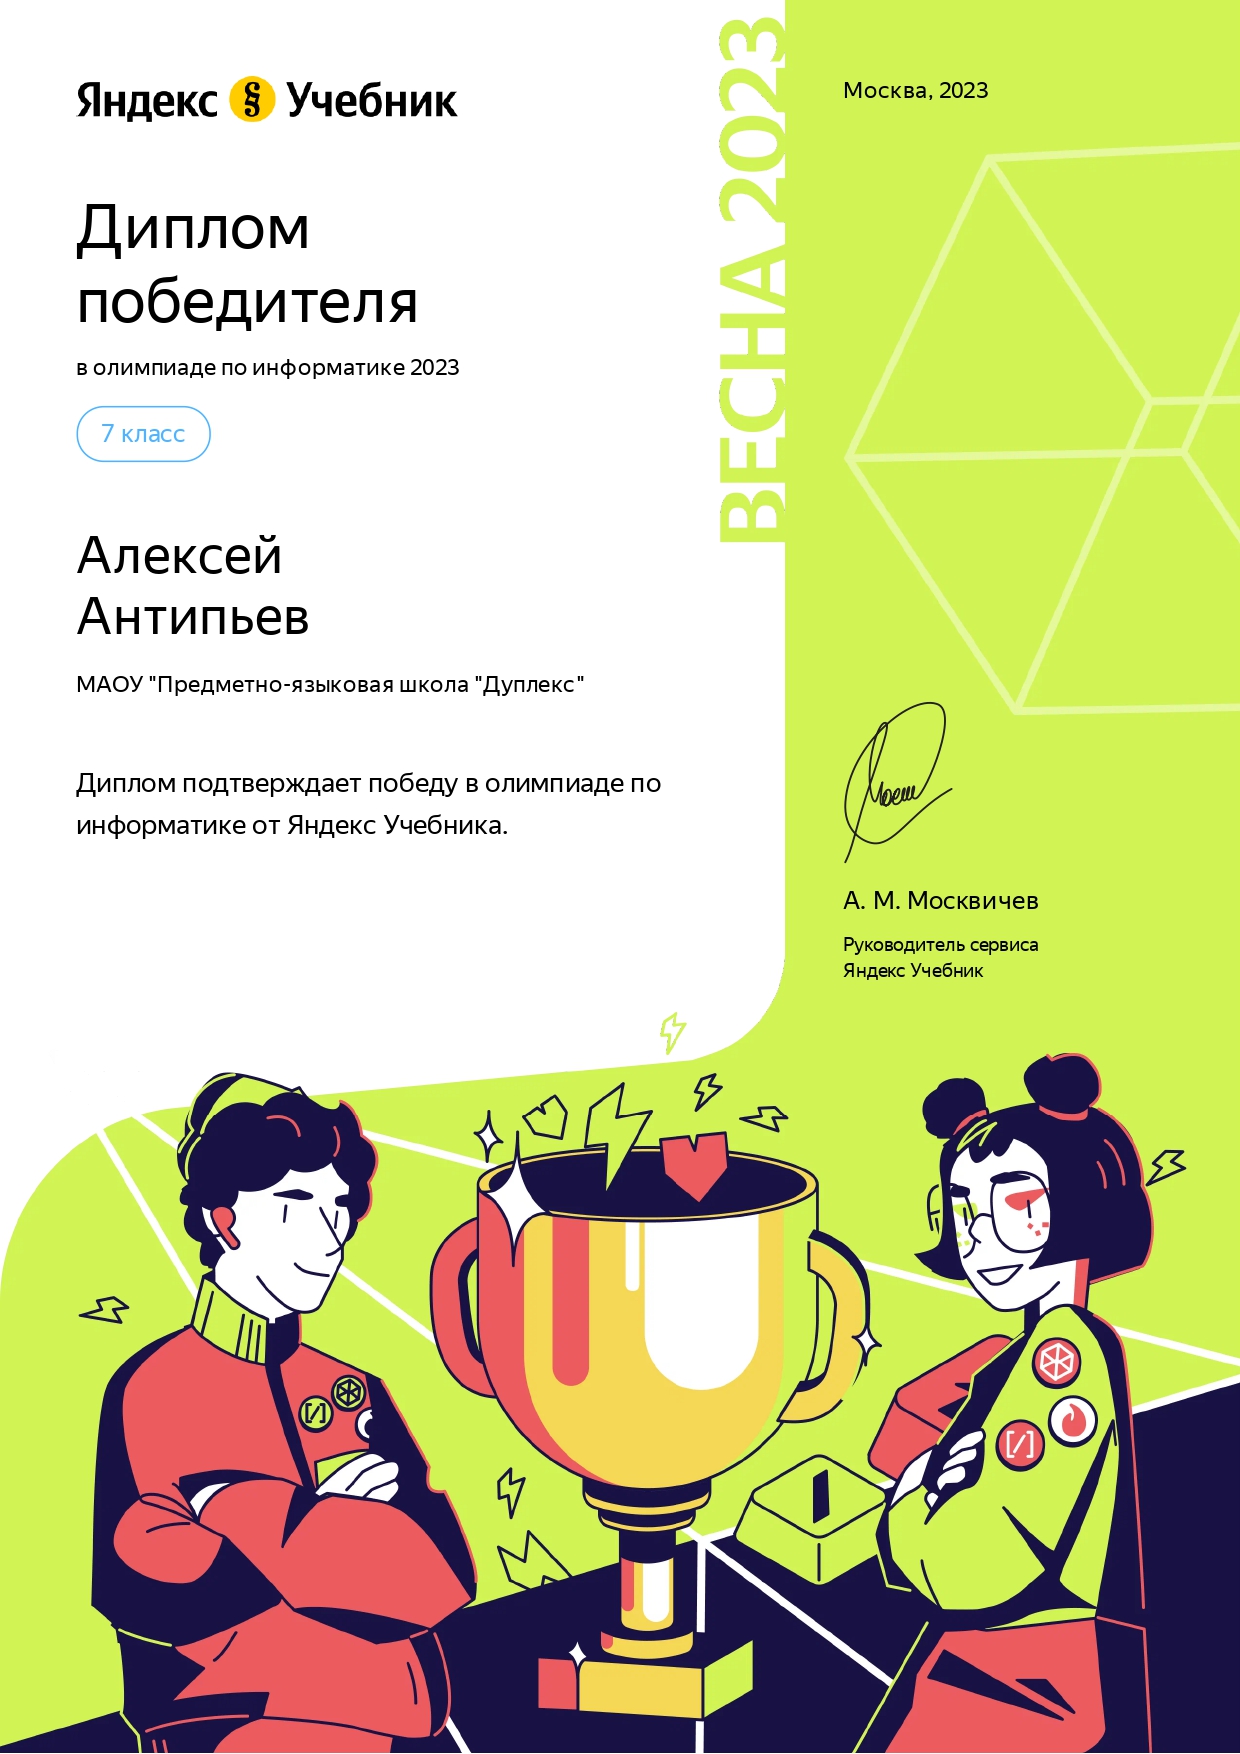 Яндекс Учебник
Диплом
победителя
в олимпиаде по информатике 2023
7 класс
Алексей
Антипьев
МАОУ "Предметно-языковая школа "Дуплекс"
Диплом подтверждает победу в олимпиаде по
информатике от Яндекс Учебника.
ВЕСНА 2023
Москва, 2023
А. М. Москвичев
Руководитель сервиса
Яндекс Учебник